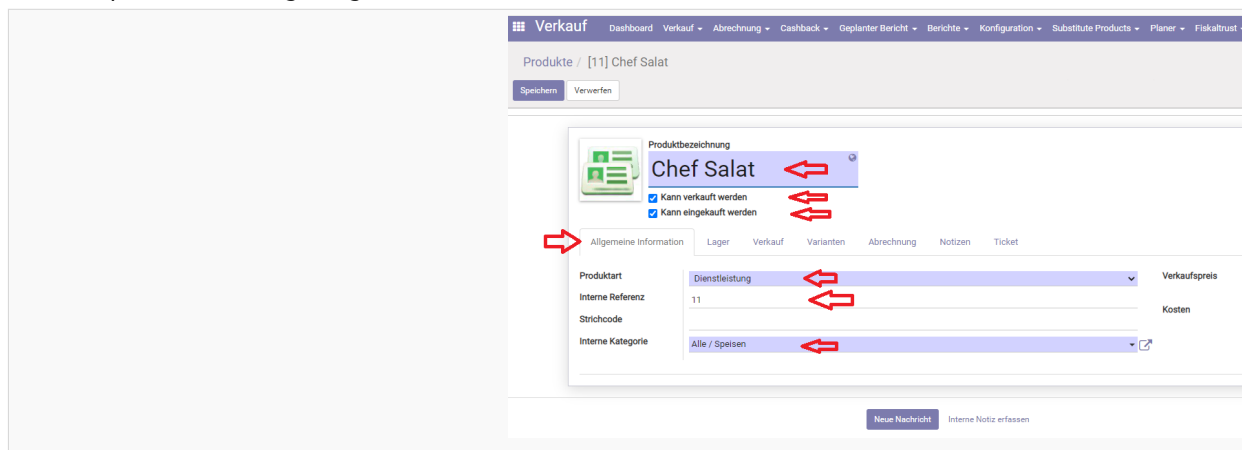 Verkauf Dashboard Verkauf Abrechnung Cashback Geplanter Bericht Berichte Konfiguration Substitute Products Planer Fiskaltrust
Produkte / [11] Chef Salat
Speichern Verwerfen
Produktbezeichnung
Chef Salat
Kann verkauft werden
Kann eingekauft werden
Allgemeine Information Lager Verkauf Varianten Abrechnung Notizen Ticket
Produktart Dienstleistung Verkaufspreis
Interne Referenz 11
Kosten
Strichcode
Interne Kategorie Alle / Speisen
Neue Nachricht Interne Notiz erfassen